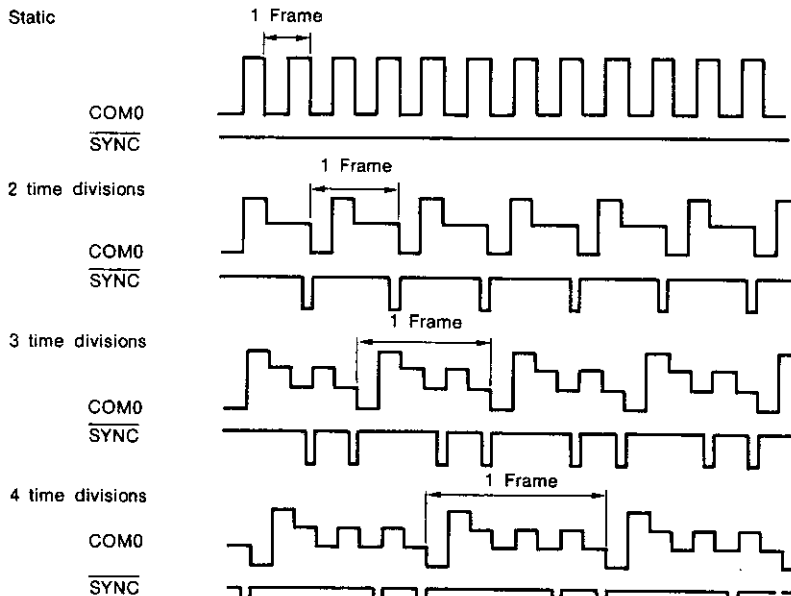 Static
1 Frame
COM0
SYNC
1 Frame
2 time divisions
COM0
SYNC
1 Frame
3 time divisions
COM0
SYNC
4 time divisions
1 Frame
COM0
SYNC